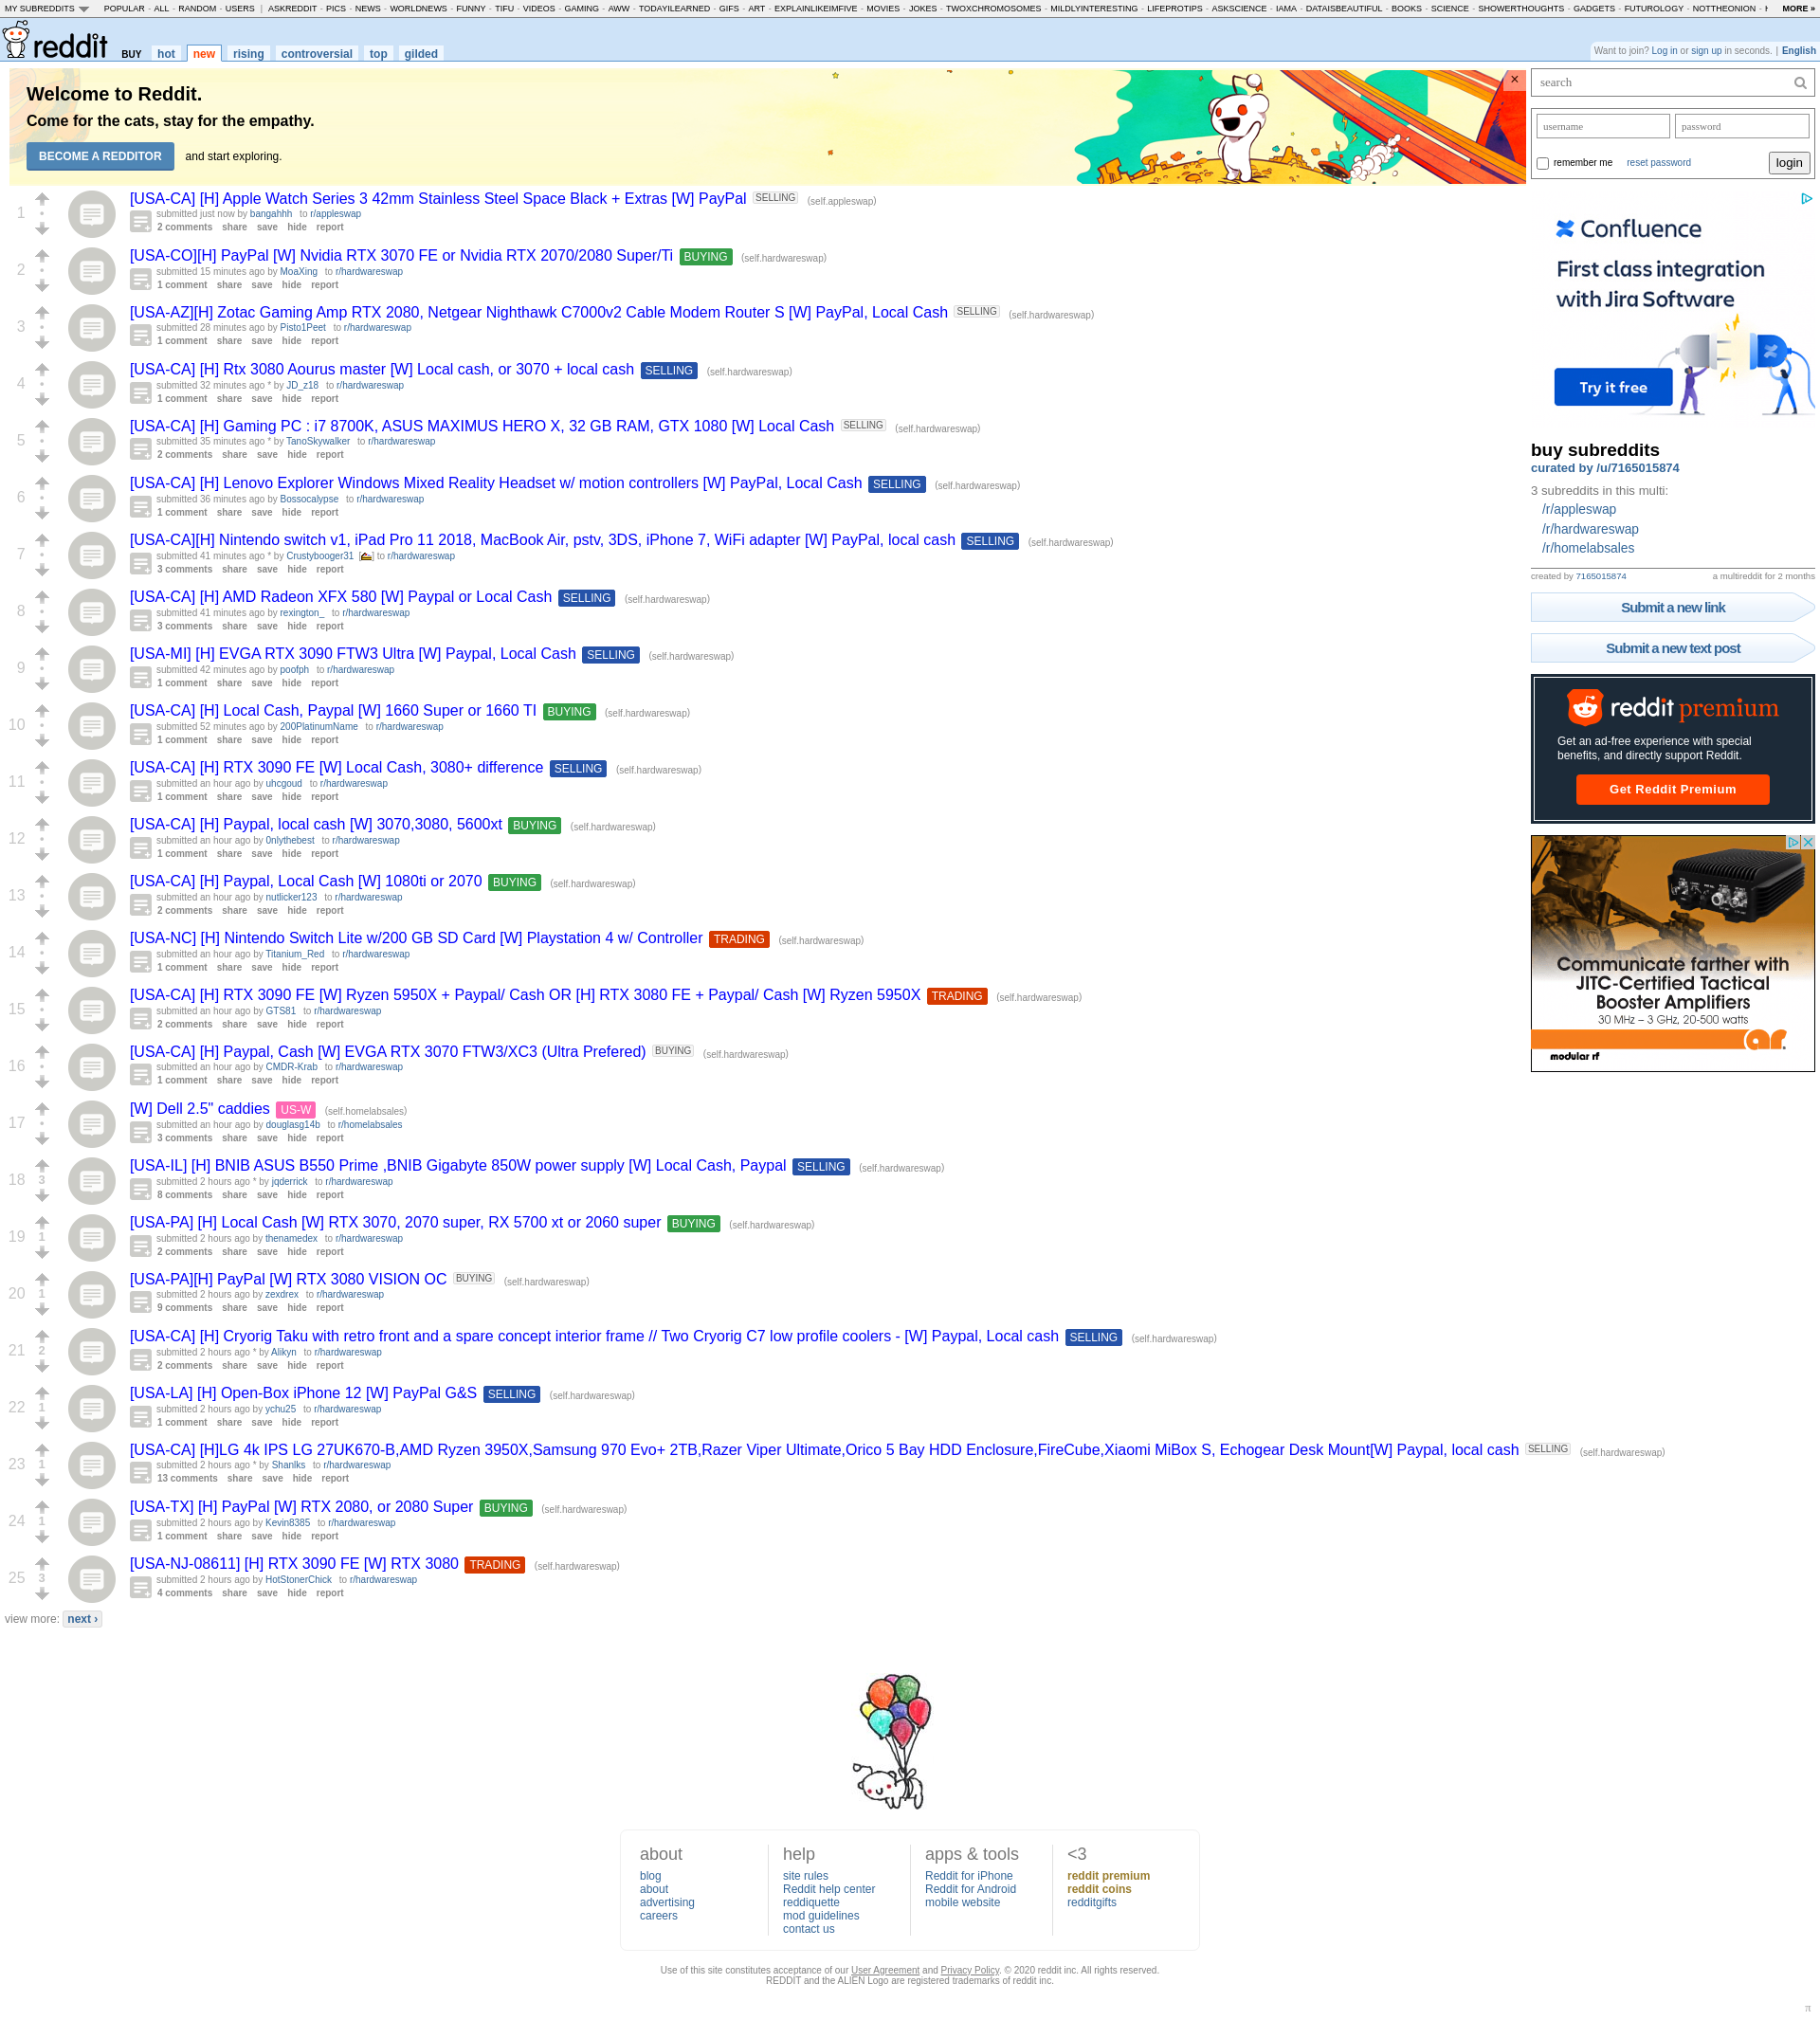 MY SUBREDDITS POPULAR - ALL - RANDOM - USERS | ASKREDDIT - PICS - NEWS - WORLDNEWS - FUNNY - TIFU - VIDEOS - GAMING - AWW - TODAYILEARNED - GIFS - ART - EXPLAINLIKEIMFIVE - MOVIES - JOKES - TWOXCHROMOSOMES - MILDLYINTERESTING - LIFEPROTIPS - ASKSCIENCE - IAMA - DATAISBEAUTIFUL - BOOKS - SCIENCE - SHOWERTHOUGHTS - GADGETS - FUTUROLOGY - NOTTHEONION - MORE »
reddit BUY hot new rising controversial top gilded
Want to join? Log in or sign up in seconds. | English
Welcome to Reddit.
Come for the cats, stay for the empathy.
BECOME A REDDITOR and start exploring.
×
1
[USA-CA] [H] Apple Watch Series 3 42mm Stainless Steel Space Black + Extras [W] PayPal SELLING (self.appleswap)
submitted just now by bangahhh to r/appleswap
2 comments share save hide report
2
[USA-CO][H] PayPal [W] Nvidia RTX 3070 FE or Nvidia RTX 2070/2080 Super/Ti BUYING (self.hardwareswap)
submitted 15 minutes ago by MoaXing to r/hardwareswap
1 comment share save hide report
3
[USA-AZ][H] Zotac Gaming Amp RTX 2080, Netgear Nighthawk C7000v2 Cable Modem Router S [W] PayPal, Local Cash SELLING (self.hardwareswap)
submitted 28 minutes ago by Pisto1Peet to r/hardwareswap
1 comment share save hide report
4
[USA-CA] [H] Rtx 3080 Aourus master [W] Local cash, or 3070 + local cash SELLING (self.hardwareswap)
submitted 32 minutes ago * by JD_z18 to r/hardwareswap
1 comment share save hide report
5
[USA-CA] [H] Gaming PC : i7 8700K, ASUS MAXIMUS HERO X, 32 GB RAM, GTX 1080 [W] Local Cash SELLING (self.hardwareswap)
submitted 35 minutes ago * by TanoSkywalker to r/hardwareswap
2 comments share save hide report
6
[USA-CA] [H] Lenovo Explorer Windows Mixed Reality Headset w/ motion controllers [W] PayPal, Local Cash SELLING (self.hardwareswap)
submitted 36 minutes ago by Bossocalypse to r/hardwareswap
1 comment share save hide report
7
[USA-CA][H] Nintendo switch v1, iPad Pro 11 2018, MacBook Air, pstv, 3DS, iPhone 7, WiFi adapter [W] PayPal, local cash SELLING (self.hardwareswap)
submitted 41 minutes ago * by Crustybooger31 [] to r/hardwareswap
3 comments share save hide report
8
[USA-CA] [H] AMD Radeon XFX 580 [W] Paypal or Local Cash SELLING (self.hardwareswap)
submitted 41 minutes ago by rexington_ to r/hardwareswap
3 comments share save hide report
9
[USA-MI] [H] EVGA RTX 3090 FTW3 Ultra [W] Paypal, Local Cash SELLING (self.hardwareswap)
submitted 42 minutes ago by poofph to r/hardwareswap
1 comment share save hide report
10
[USA-CA] [H] Local Cash, Paypal [W] 1660 Super or 1660 TI BUYING (self.hardwareswap)
submitted 52 minutes ago by 200PlatinumName to r/hardwareswap
1 comment share save hide report
11
[USA-CA] [H] RTX 3090 FE [W] Local Cash, 3080+ difference SELLING (self.hardwareswap)
submitted an hour ago by uhcgoud to r/hardwareswap
1 comment share save hide report
12
[USA-CA] [H] Paypal, local cash [W] 3070,3080, 5600xt BUYING (self.hardwareswap)
submitted an hour ago by 0nlythebest to r/hardwareswap
1 comment share save hide report
13
[USA-CA] [H] Paypal, Local Cash [W] 1080ti or 2070 BUYING (self.hardwareswap)
submitted an hour ago by nutlicker123 to r/hardwareswap
2 comments share save hide report
14
[USA-NC] [H] Nintendo Switch Lite w/200 GB SD Card [W] Playstation 4 w/ Controller TRADING (self.hardwareswap)
submitted an hour ago by Titanium_Red to r/hardwareswap
1 comment share save hide report
15
[USA-CA] [H] RTX 3090 FE [W] Ryzen 5950X + Paypal/ Cash OR [H] RTX 3080 FE + Paypal/ Cash [W] Ryzen 5950X TRADING (self.hardwareswap)
submitted an hour ago by GTS81 to r/hardwareswap
2 comments share save hide report
16
[USA-CA] [H] Paypal, Cash [W] EVGA RTX 3070 FTW3/XC3 (Ultra Prefered) BUYING (self.hardwareswap)
submitted an hour ago by CMDR-Krab to r/hardwareswap
1 comment share save hide report
17
[W] Dell 2.5" caddies US-W (self.homelabsales)
submitted an hour ago by douglasg14b to r/homelabsales
3 comments share save hide report
18 3
[USA-IL] [H] BNIB ASUS B550 Prime ,BNIB Gigabyte 850W power supply [W] Local Cash, Paypal SELLING (self.hardwareswap)
submitted 2 hours ago * by jqderrick to r/hardwareswap
8 comments share save hide report
19 1
[USA-PA] [H] Local Cash [W] RTX 3070, 2070 super, RX 5700 xt or 2060 super BUYING (self.hardwareswap)
submitted 2 hours ago by thenamedex to r/hardwareswap
2 comments share save hide report
20 1
[USA-PA][H] PayPal [W] RTX 3080 VISION OC BUYING (self.hardwareswap)
submitted 2 hours ago by zexdrex to r/hardwareswap
9 comments share save hide report
21 2
[USA-CA] [H] Cryorig Taku with retro front and a spare concept interior frame // Two Cryorig C7 low profile coolers - [W] Paypal, Local cash SELLING (self.hardwareswap)
submitted 2 hours ago * by Alikyn to r/hardwareswap
2 comments share save hide report
22 1
[USA-LA] [H] Open-Box iPhone 12 [W] PayPal G&S SELLING (self.hardwareswap)
submitted 2 hours ago by ychu25 to r/hardwareswap
1 comment share save hide report
23 1
[USA-CA] [H]LG 4k IPS LG 27UK670-B,AMD Ryzen 3950X,Samsung 970 Evo+ 2TB,Razer Viper Ultimate,Orico 5 Bay HDD Enclosure,FireCube,Xiaomi MiBox S, Echogear Desk Mount[W] Paypal, local cash SELLING (self.hardwareswap)
submitted 2 hours ago * by Shanlks to r/hardwareswap
13 comments share save hide report
24 1
[USA-TX] [H] PayPal [W] RTX 2080, or 2080 Super BUYING (self.hardwareswap)
submitted 2 hours ago by Kevin8385 to r/hardwareswap
1 comment share save hide report
25 3
[USA-NJ-08611] [H] RTX 3090 FE [W] RTX 3080 TRADING (self.hardwareswap)
submitted 2 hours ago by HotStonerChick to r/hardwareswap
4 comments share save hide report
view more: next ›
search
username password
remember me reset password login
Confluence
First class integration
with Jira Software
Try it free
buy subreddits
curated by /u/7165015874
3 subreddits in this multi:
/r/appleswap
/r/hardwareswap
/r/homelabsales
created by 7165015874 a multireddit for 2 months
Submit a new link
Submit a new text post
reddit premium
Get an ad-free experience with special
benefits, and directly support Reddit.
Get Reddit Premium
Communicate farther with
JITC-Certified Tactical
Booster Amplifiers
30 MHz – 3 GHz, 20-500 watts
ar.
modular rf
about
blog
about
advertising
careers
help
site rules
Reddit help center
reddiquette
mod guidelines
contact us
apps & tools
Reddit for iPhone
Reddit for Android
mobile website
<3
reddit premium
reddit coins
redditgifts
Use of this site constitutes acceptance of our User Agreement and Privacy Policy. © 2020 reddit inc. All rights reserved.
REDDIT and the ALIEN Logo are registered trademarks of reddit inc.
π